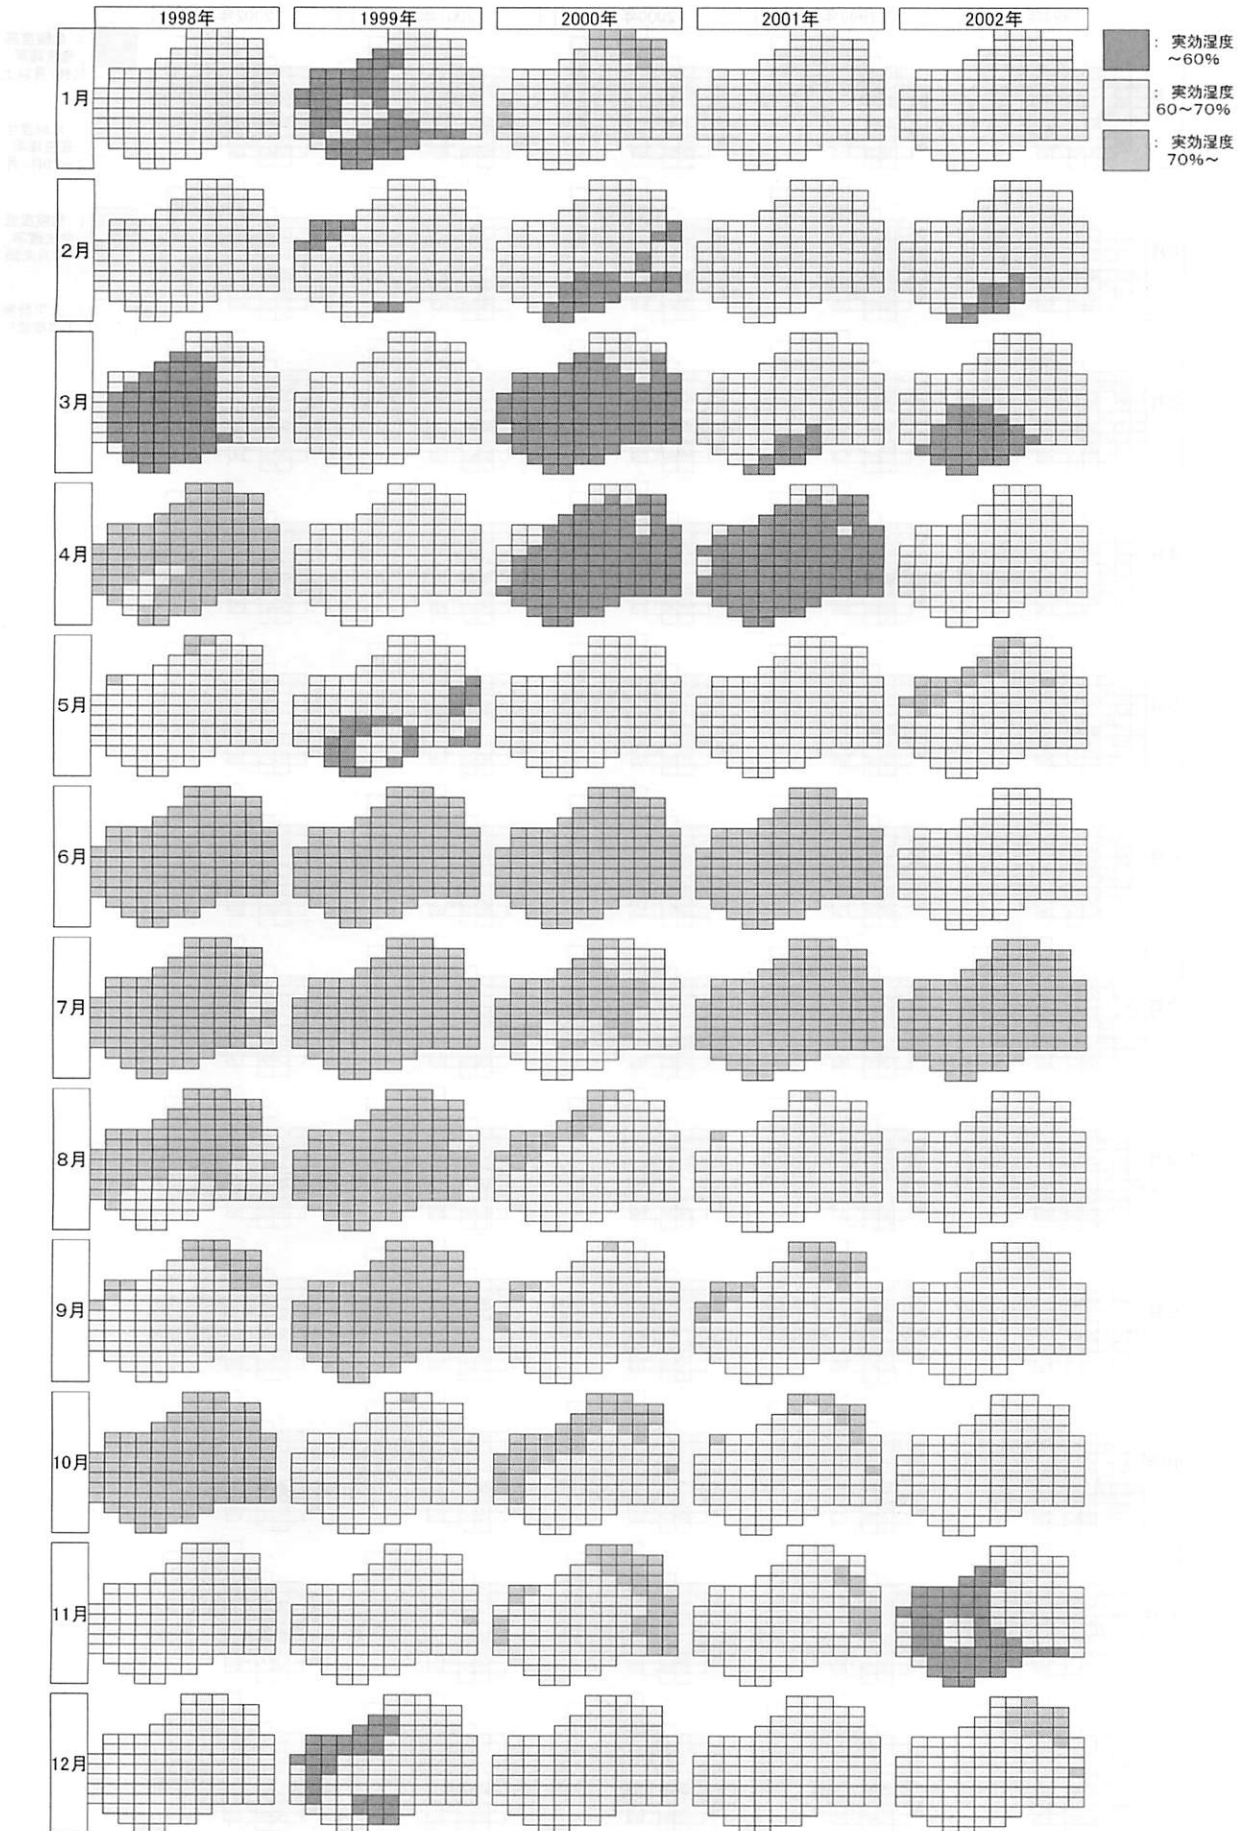 1998年
1999年
2000年
2001年
2002年
: 実効湿度
~60%
: 実効湿度
60~70%
: 実効湿度
70%~
1月
2月
3月
4月
5月
6月
7月
8月
9月
10月
11月
12月